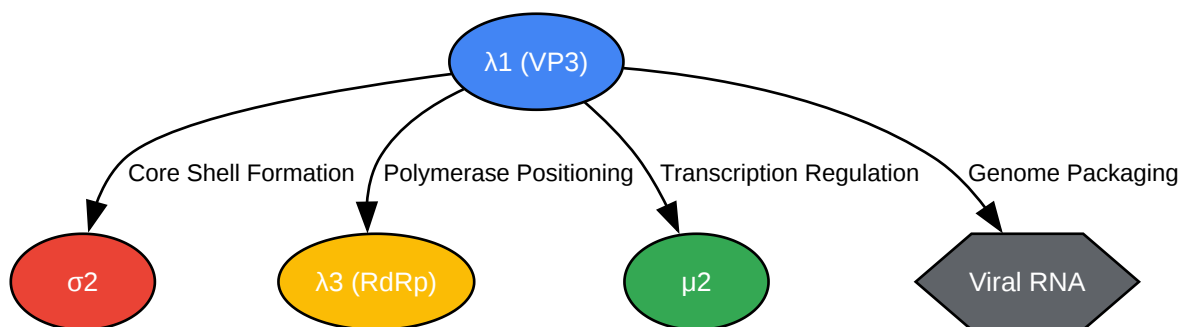 λ1 (VP3)
Core Shell Formation
Polymerase Positioning
Transcription Regulation
Genome Packaging
σ2
λ3 (RdRp)
μ2
Viral RNA